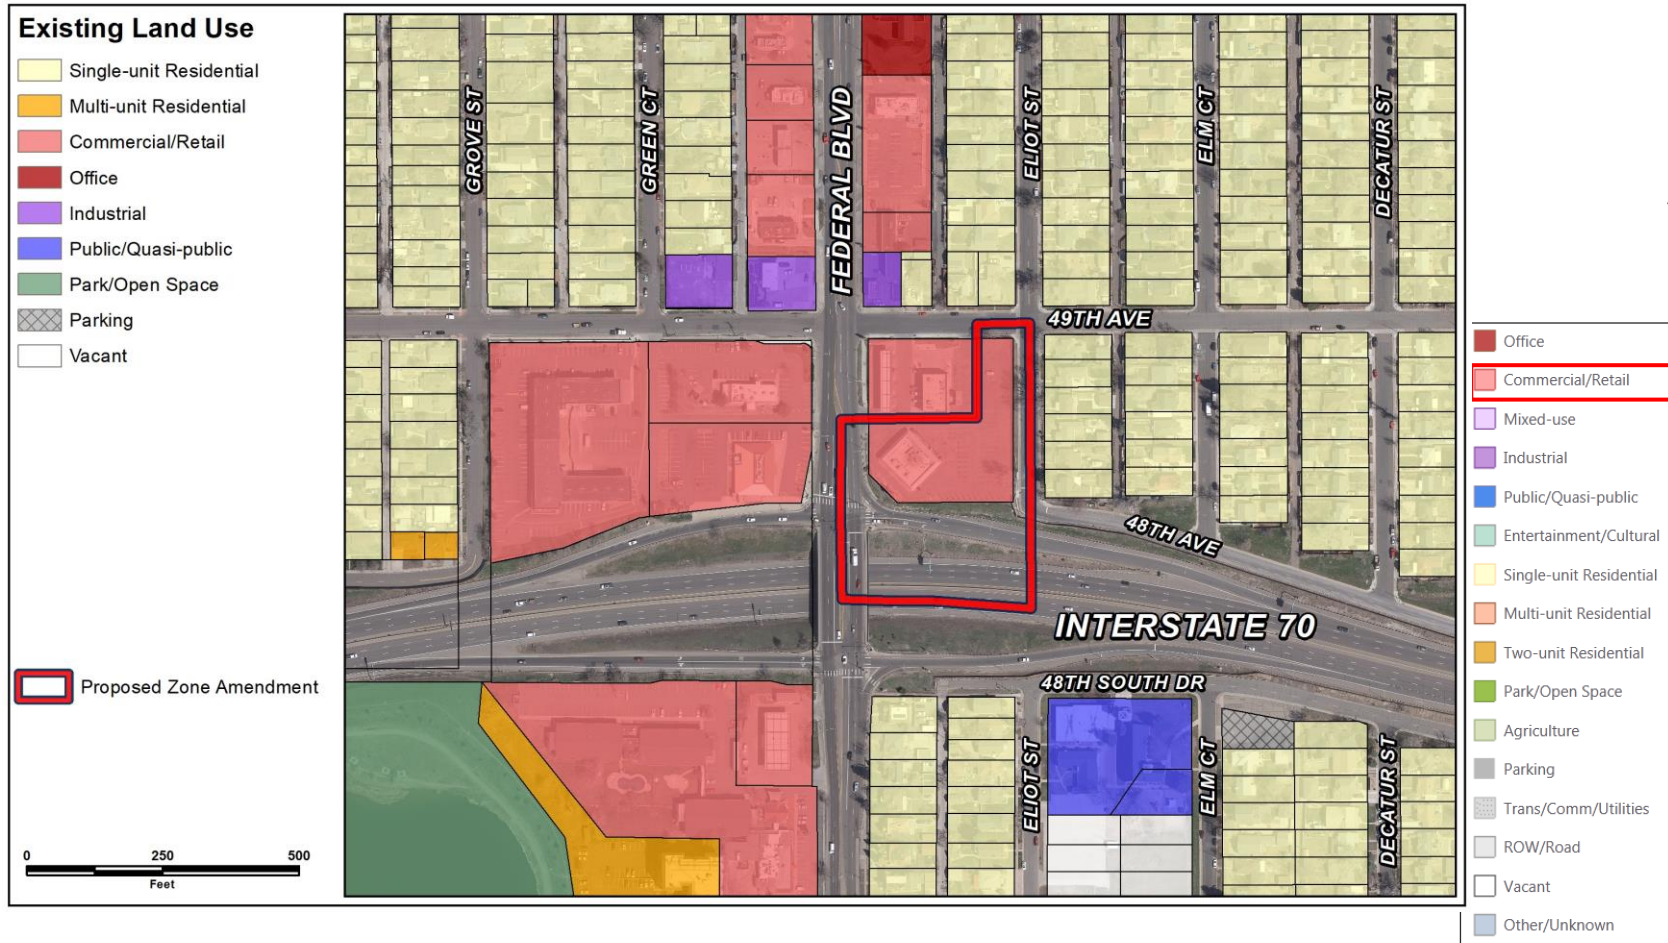 Existing Land Use
Single-unit Residential
Multi-unit Residential
Commercial/Retail
Office
Industrial
Public/Quasi-public
Park/Open Space
Parking
Vacant
Proposed Zone Amendment
0 250 500
Feet
GROVE ST
GREEN CT
FEDERAL BLVD
ELIOT ST
ELM CT
DECATUR ST
49TH AVE
48TH AVE
INTERSTATE 70
48TH SOUTH DR
ELIOT ST
ELM CT
DECATUR ST
Office
Commercial/Retail
Mixed-use
Industrial
Public/Quasi-public
Entertainment/Cultural
Single-unit Residential
Multi-unit Residential
Two-unit Residential
Park/Open Space
Agriculture
Parking
Trans/Comm/Utilities
ROW/Road
Vacant
Other/Unknown